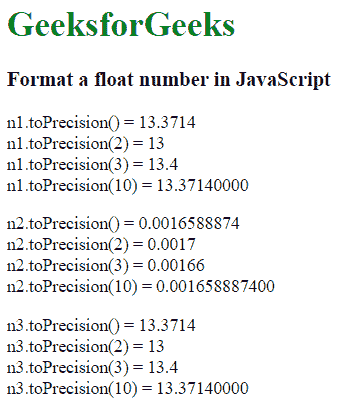 GeeksforGeeks
Format a float number in JavaScript
n1.toPrecision() = 13.3714
n1.toPrecision(2) = 13
n1.toPrecision(3) = 13.4
n1.toPrecision(10) = 13.37140000
n2.toPrecision() = 0.0016588874
n2.toPrecision(2) = 0.0017
n2.toPrecision(3) = 0.00166
n2.toPrecision(10) = 0.001658887400
n3.toPrecision() = 13.3714
n3.toPrecision(2) = 13
n3.toPrecision(3) = 13.4
n3.toPrecision(10) = 13.37140000